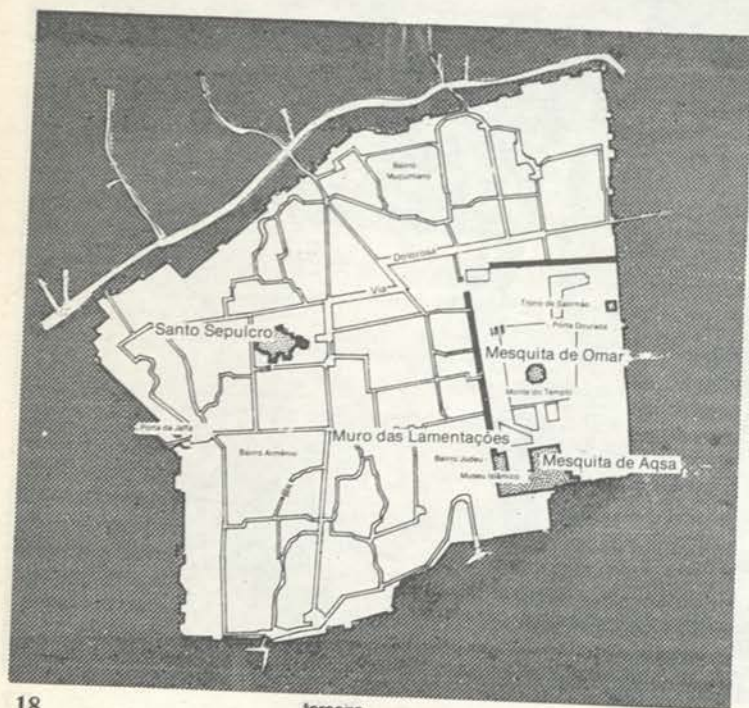 Bairro
Muçulmano
Via Dolorosa
Santo Sepulcro
Trono de Salomão
Porta Dourada
Mesquita de Omar
Monte do Templo
Porta de Jaffa
Bairro Armênio
Muro das Lamentações
Bairro Judeu
Mesquita de Aqsa
Museu Islâmico
18
terceiro